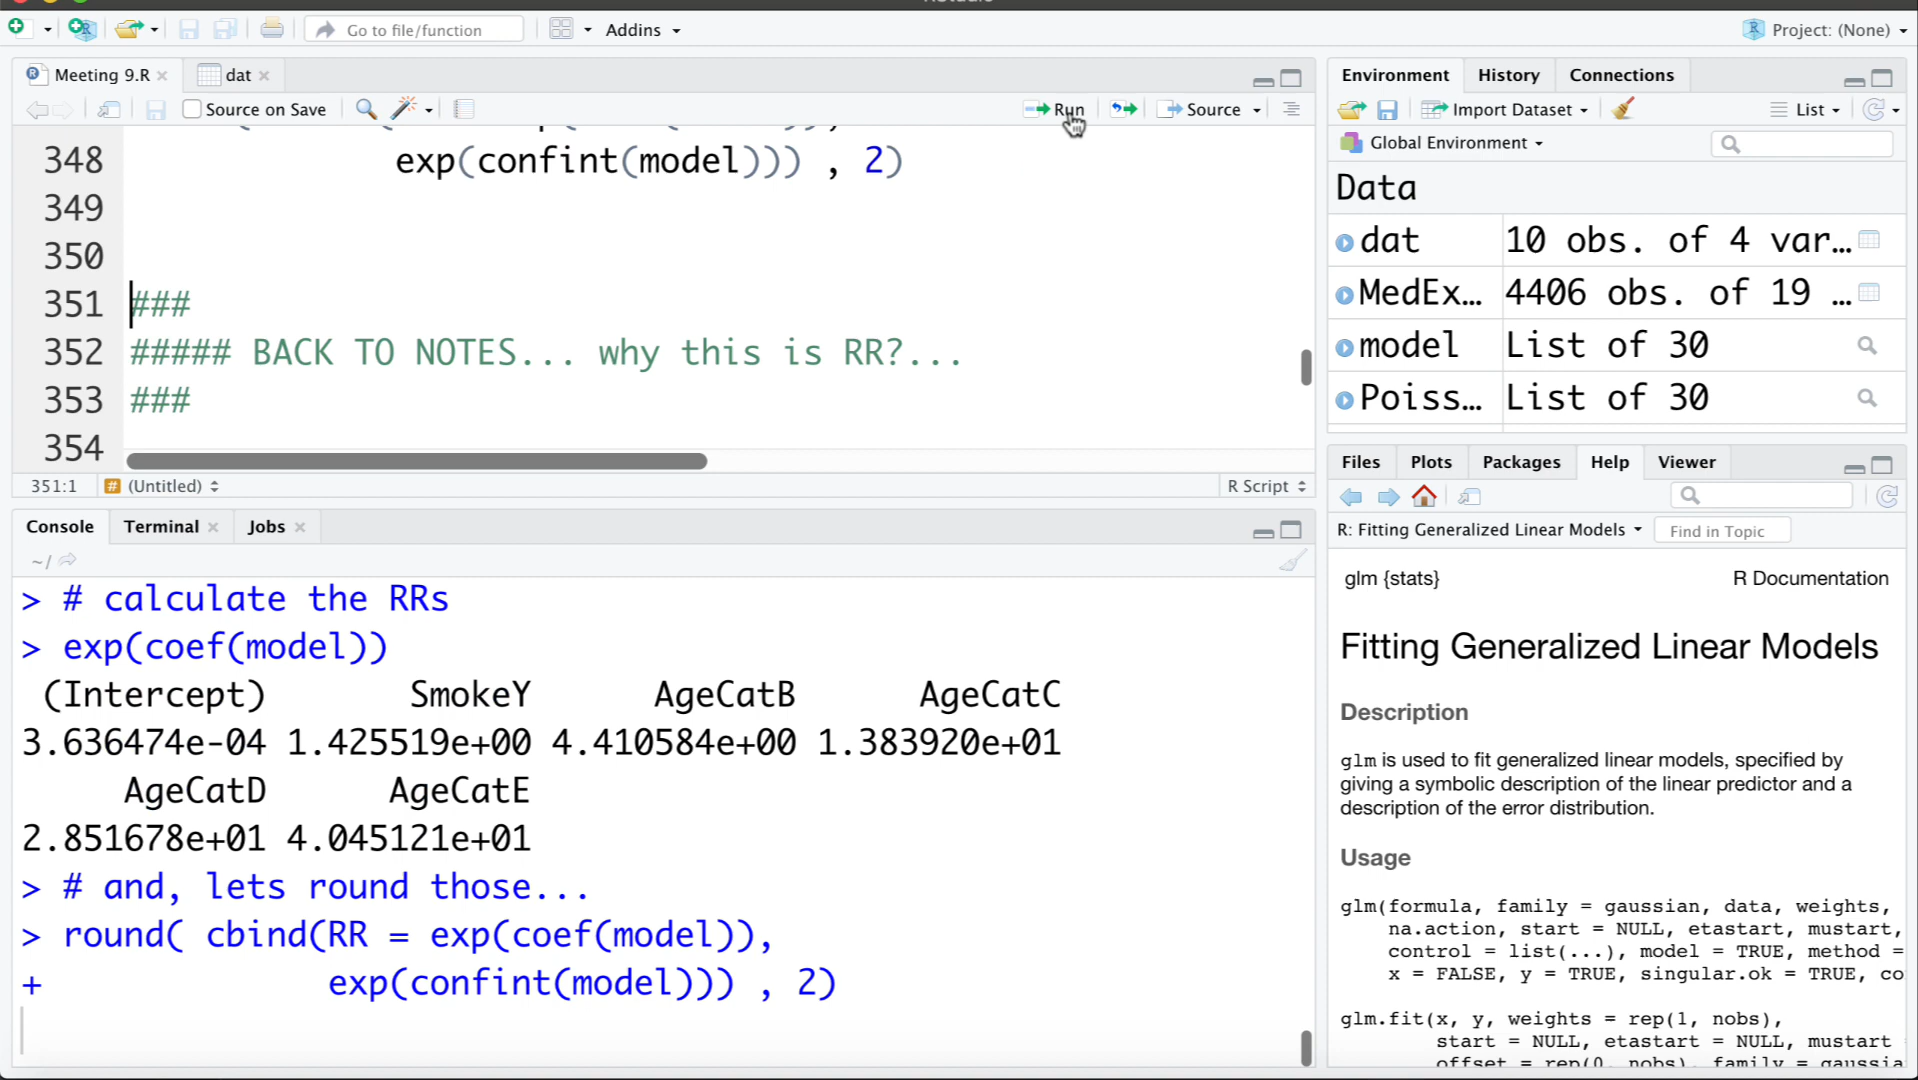 Go to file/function
Addins
Project: (None)
Meeting 9.R
dat
Source on Save
Run
Source
348 exp(confint(model))) , 2)
349
350
351 ###
352 ##### BACK TO NOTES... why this is RR?...
353 ###
354
351:1 # (Untitled) R Script
Console Terminal Jobs
~/
> # calculate the RRs
> exp(coef(model))
(Intercept) SmokeY AgeCatB AgeCatC
3.636474e-04 1.425519e+00 4.410584e+00 1.383920e+01
AgeCatD AgeCatE
2.851678e+01 4.045121e+01
> # and, lets round those...
> round( cbind(RR = exp(coef(model)),
+ exp(confint(model))) , 2)
Environment History Connections
Import Dataset List
Global Environment
Data
dat 10 obs. of 4 var...
MedEx... 4406 obs. of 19 ...
model List of 30
Poiss... List of 30
Files Plots Packages Help Viewer
R: Fitting Generalized Linear Models Find in Topic
glm {stats} R Documentation
Fitting Generalized Linear Models
Description
glm is used to fit generalized linear models, specified by
giving a symbolic description of the linear predictor and a
description of the error distribution.
Usage
glm(formula, family = gaussian, data, weights,
na.action, start = NULL, etastart, mustart,
control = list(...), model = TRUE, method =
x = FALSE, y = TRUE, singular.ok = TRUE, co
glm.fit(x, y, weights = rep(1, nobs),
start = NULL, etastart = NULL, mustart
offset = rep(0, nobs), family = gaussia